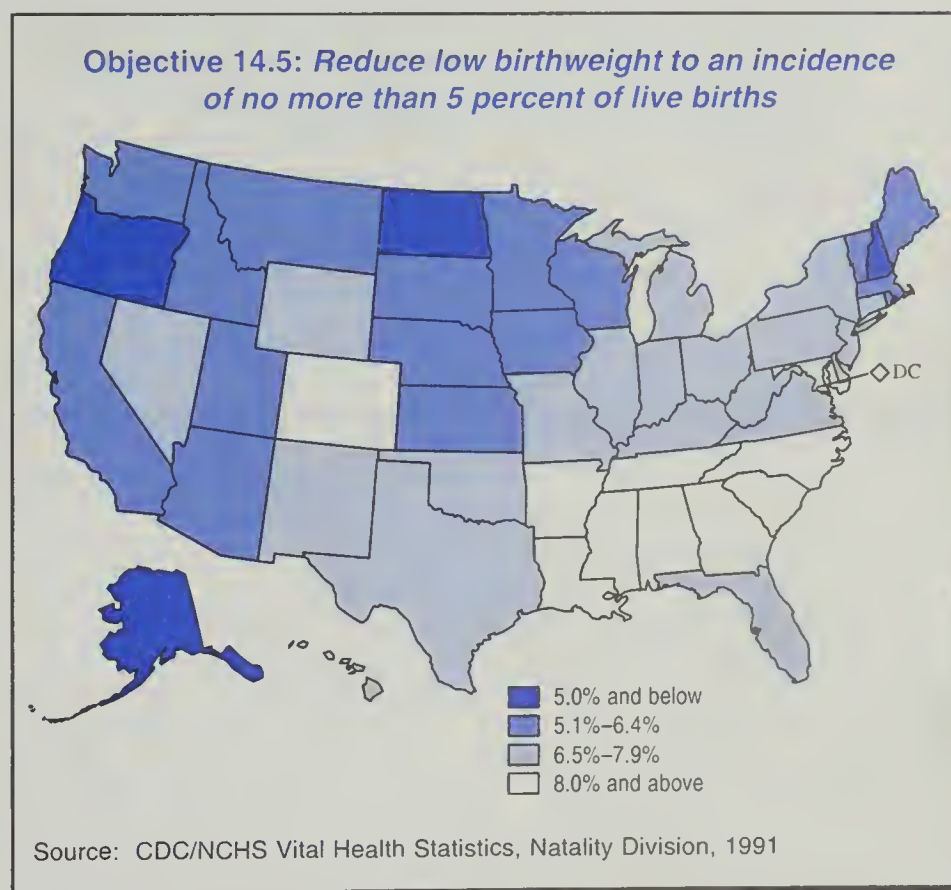 Objective 14.5: Reduce low birthweight to an incidence
of no more than 5 percent of live births
DC
5.0% and below
5.1%–6.4%
6.5%–7.9%
8.0% and above
Source: CDC/NCHS Vital Health Statistics, Natality Division, 1991